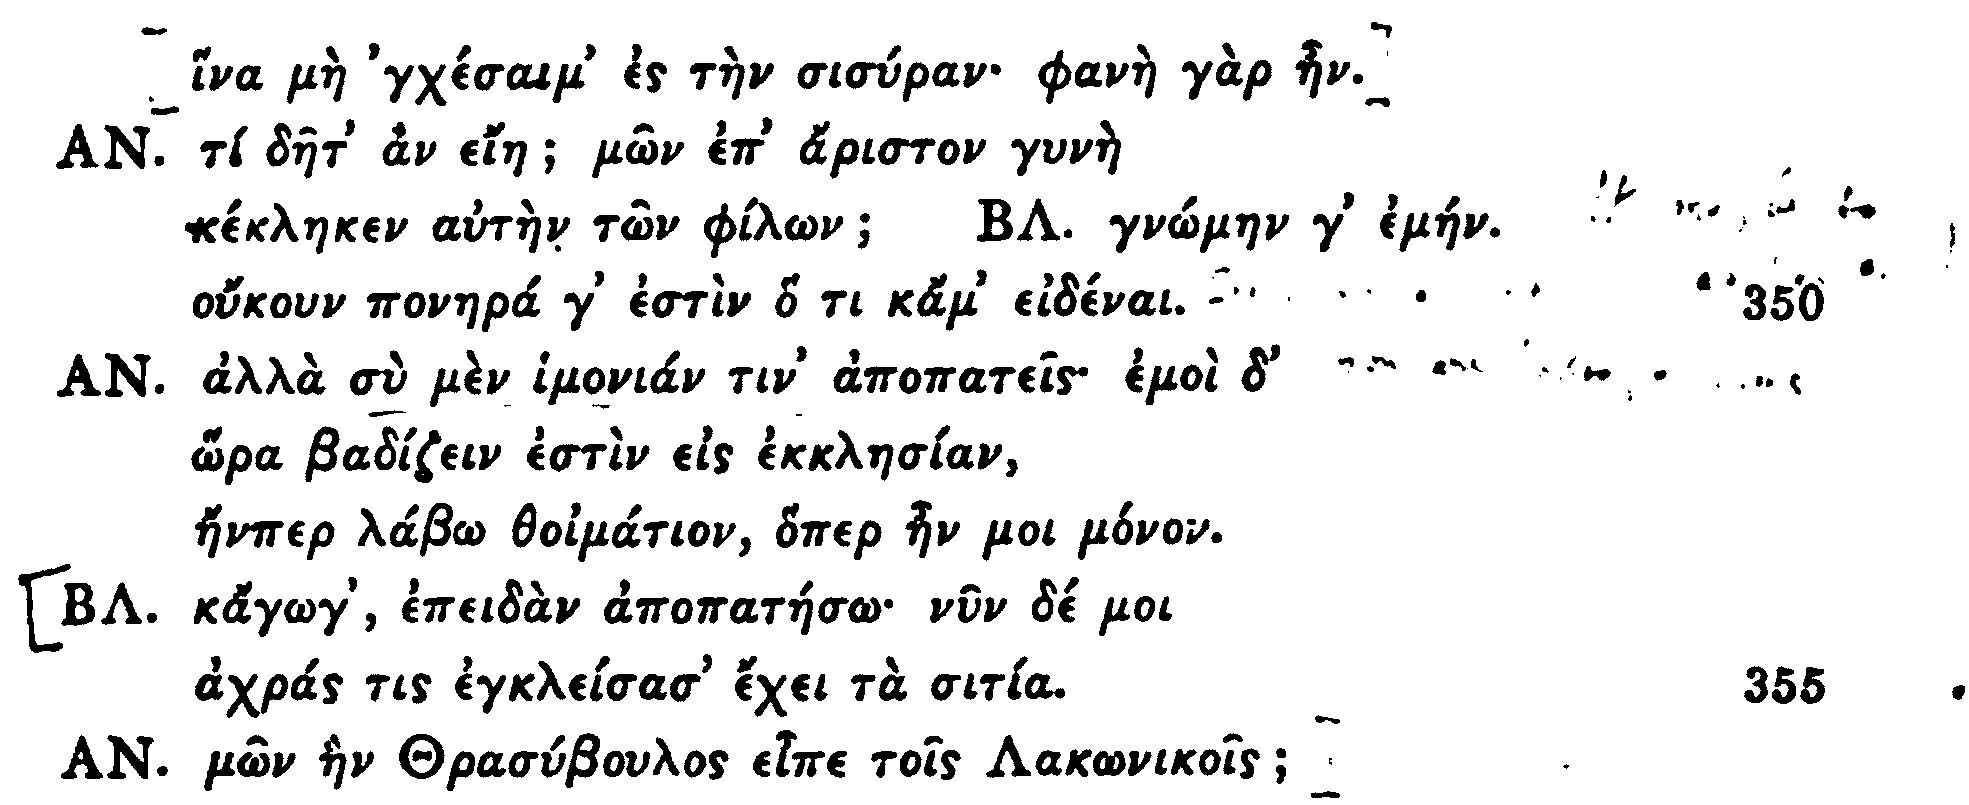 ἵνα μὴ ’γχέσαιμ’ ἐς τὴν σισύραν· φανὴ γὰρ ἦν.
ΑΝ. τί δῆτ’ ἂν εἴη; μῶν ἐπ’ ἄριστον γυνὴ
κέκληκεν αὐτὴν τῶν φίλων; ΒΛ. γνώμην γ’ ἐμήν.
οὔκουν πονηρά γ’ ἐστὶν ὅ τι κἄμ’ εἰδέναι. 350
ΑΝ. ἀλλὰ σὺ μὲν ἱμονιάν τιν’ ἀποπατεῖς· ἐμοὶ δ’
ὥρα βαδίζειν ἐστὶν εἰς ἐκκλησίαν,
ἤνπερ λάβω θοἰμάτιον, ὅπερ ἦν μοι μόνον.
ΒΛ. κἄγωγ’, ἐπειδὰν ἀποπατήσω· νῦν δέ μοι
ἀχράς τις ἐγκλείσασ’ ἔχει τὰ σιτία. 355
ΑΝ. μῶν ἣν Θρασύβουλος εἶπε τοῖς Λακωνικοῖς;